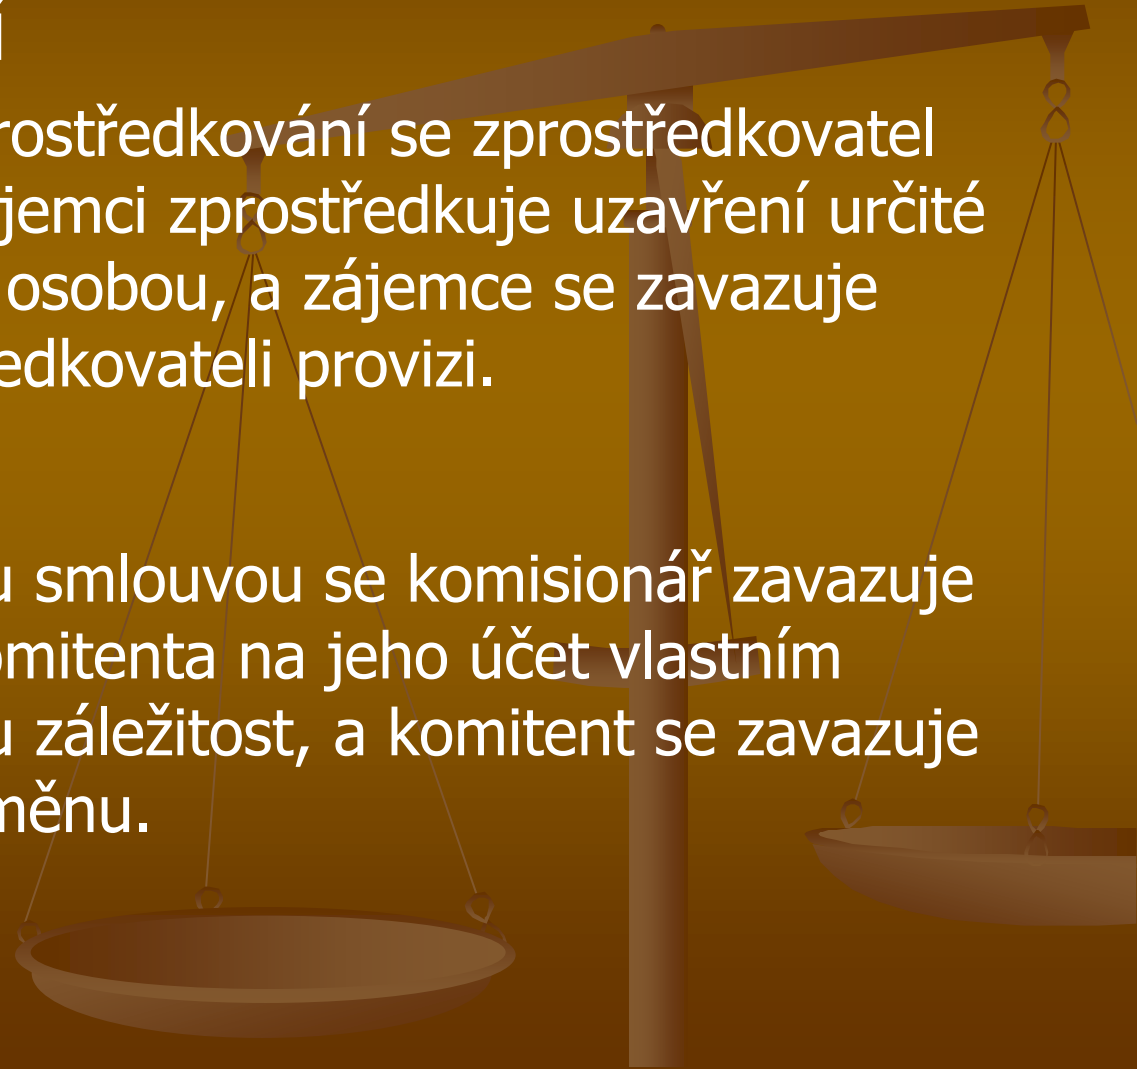 í
rostředkování se zprostředkovatel
jemci zprostředkuje uzavření určité
osobou, a zájemce se zavazuje
edkovateli provizi.
u smlouvou se komisionář zavazuje
omitenta na jeho účet vlastním
u záležitost, a komitent se zavazuje
měnu.